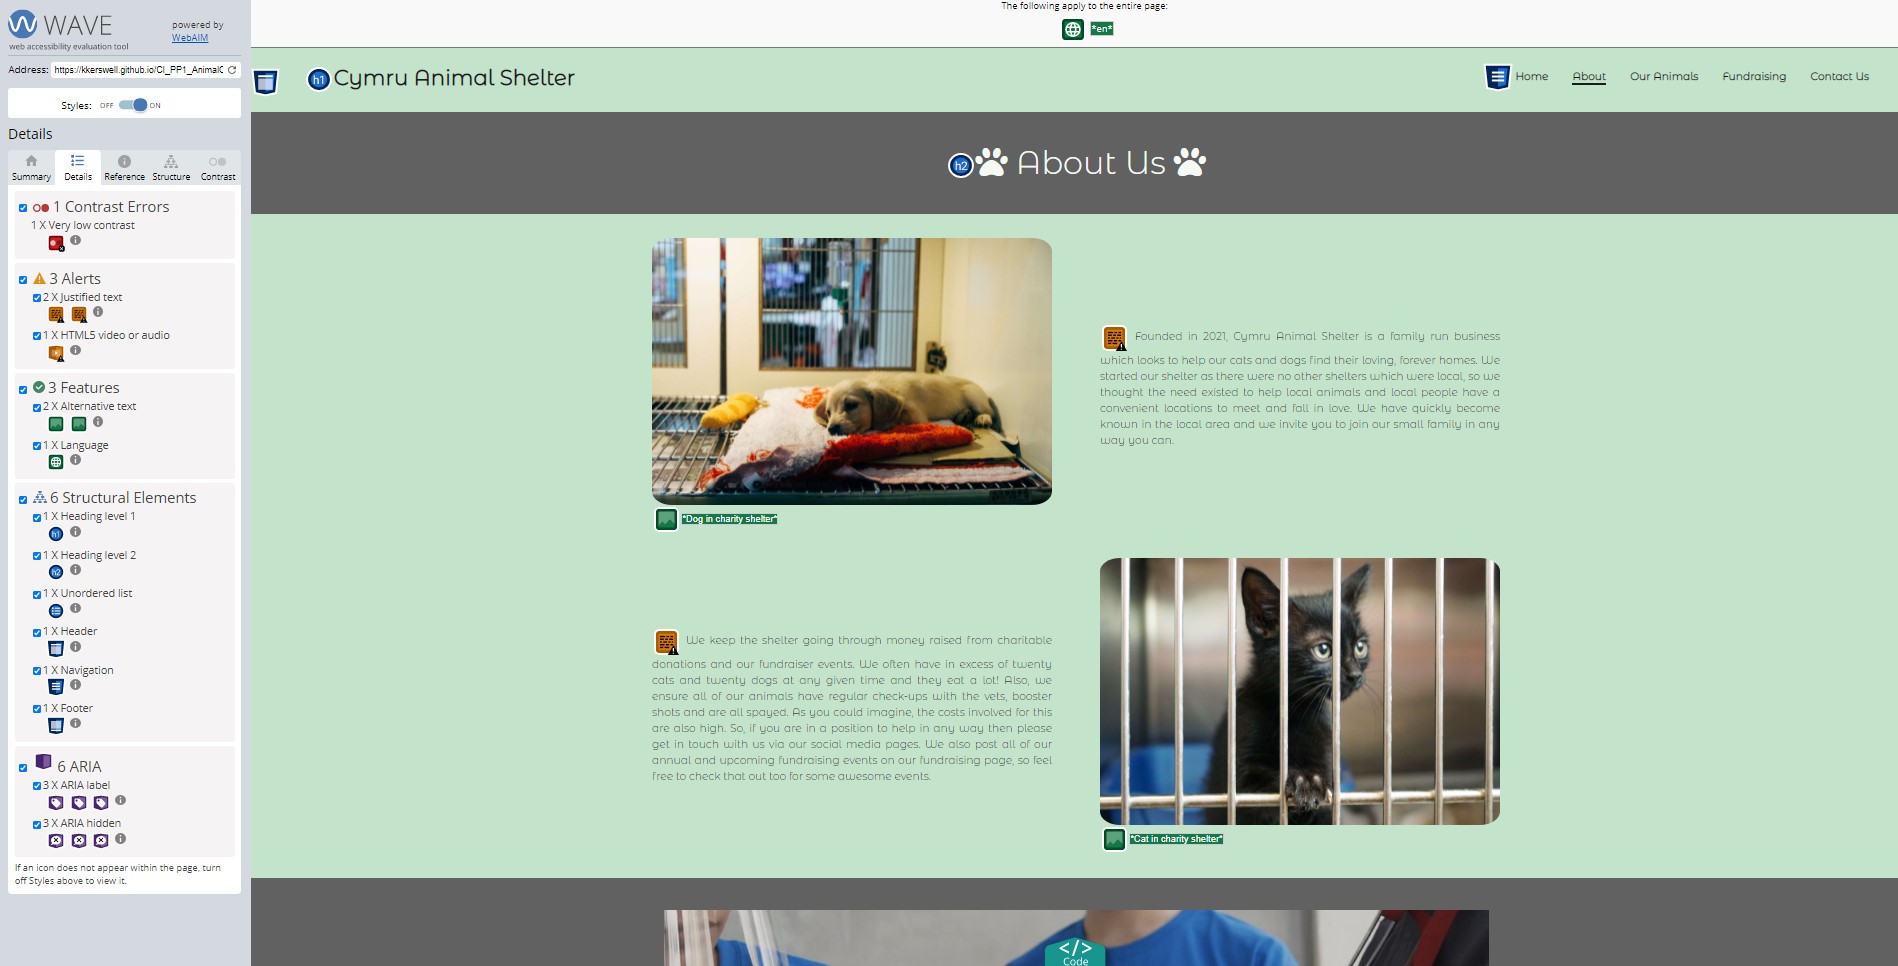 WAVE
web accessibility evaluation tool
powered by
WebAIM
Address: https://kkerswell.github.io/CI_PP1_AnimalC
Styles: OFF ON
Details
Summary Details Reference Structure Contrast
1 Contrast Errors
1 X Very low contrast
3 Alerts
2 X Justified text
1 X HTML5 video or audio
3 Features
2 X Alternative text
1 X Language
6 Structural Elements
1 X Heading level 1
h1
1 X Heading level 2
h2
1 X Unordered list
1 X Header
1 X Navigation
1 X Footer
6 ARIA
3 X ARIA label
3 X ARIA hidden
If an icon does not appear within the page, turn
off Styles above to view it.
The following apply to the entire page:
*en*
h1 Cymru Animal Shelter
Home About Our Animals Fundraising Contact Us
h2 About Us
*Dog in charity shelter*
Founded in 2021, Cymru Animal Shelter is a family run business
which looks to help our cats and dogs find their loving, forever homes. We
started our shelter as there were no other shelters which were local, so we
thought the need existed to help local animals and local people have a
convenient locations to meet and fall in love. We have quickly become
known in the local area and we invite you to join our small family in any
way you can.
We keep the shelter going through money raised from charitable
donations and our fundraiser events. We often have in excess of twenty
cats and twenty dogs at any given time and they eat a lot! Also, we
ensure all of our animals have regular check-ups with the vets, booster
shots and are all spayed. As you could imagine, the costs involved for this
are also high. So, if you are in a position to help in any way then please
get in touch with us via our social media pages. We also post all of our
annual and upcoming fundraising events on our fundraising page, so feel
free to check that out too for some awesome events.
*Cat in charity shelter*
</>
Code